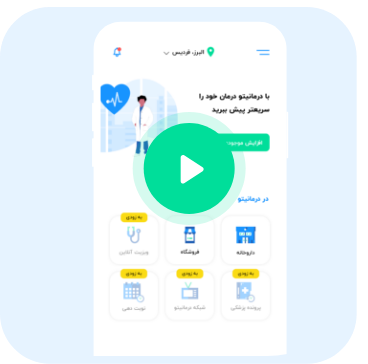 البرز، فردیس
با درمانیتو درمان خود را
سریعتر پیش ببرید
افزایش موجودی
در درمانیتو
به زودی
داروخانه
فروشگاه
ویزیت آنلاین
به زودی
به زودی
به زودی
پرونده پزشکی
شبکه درمانیتو
نوبت دهی